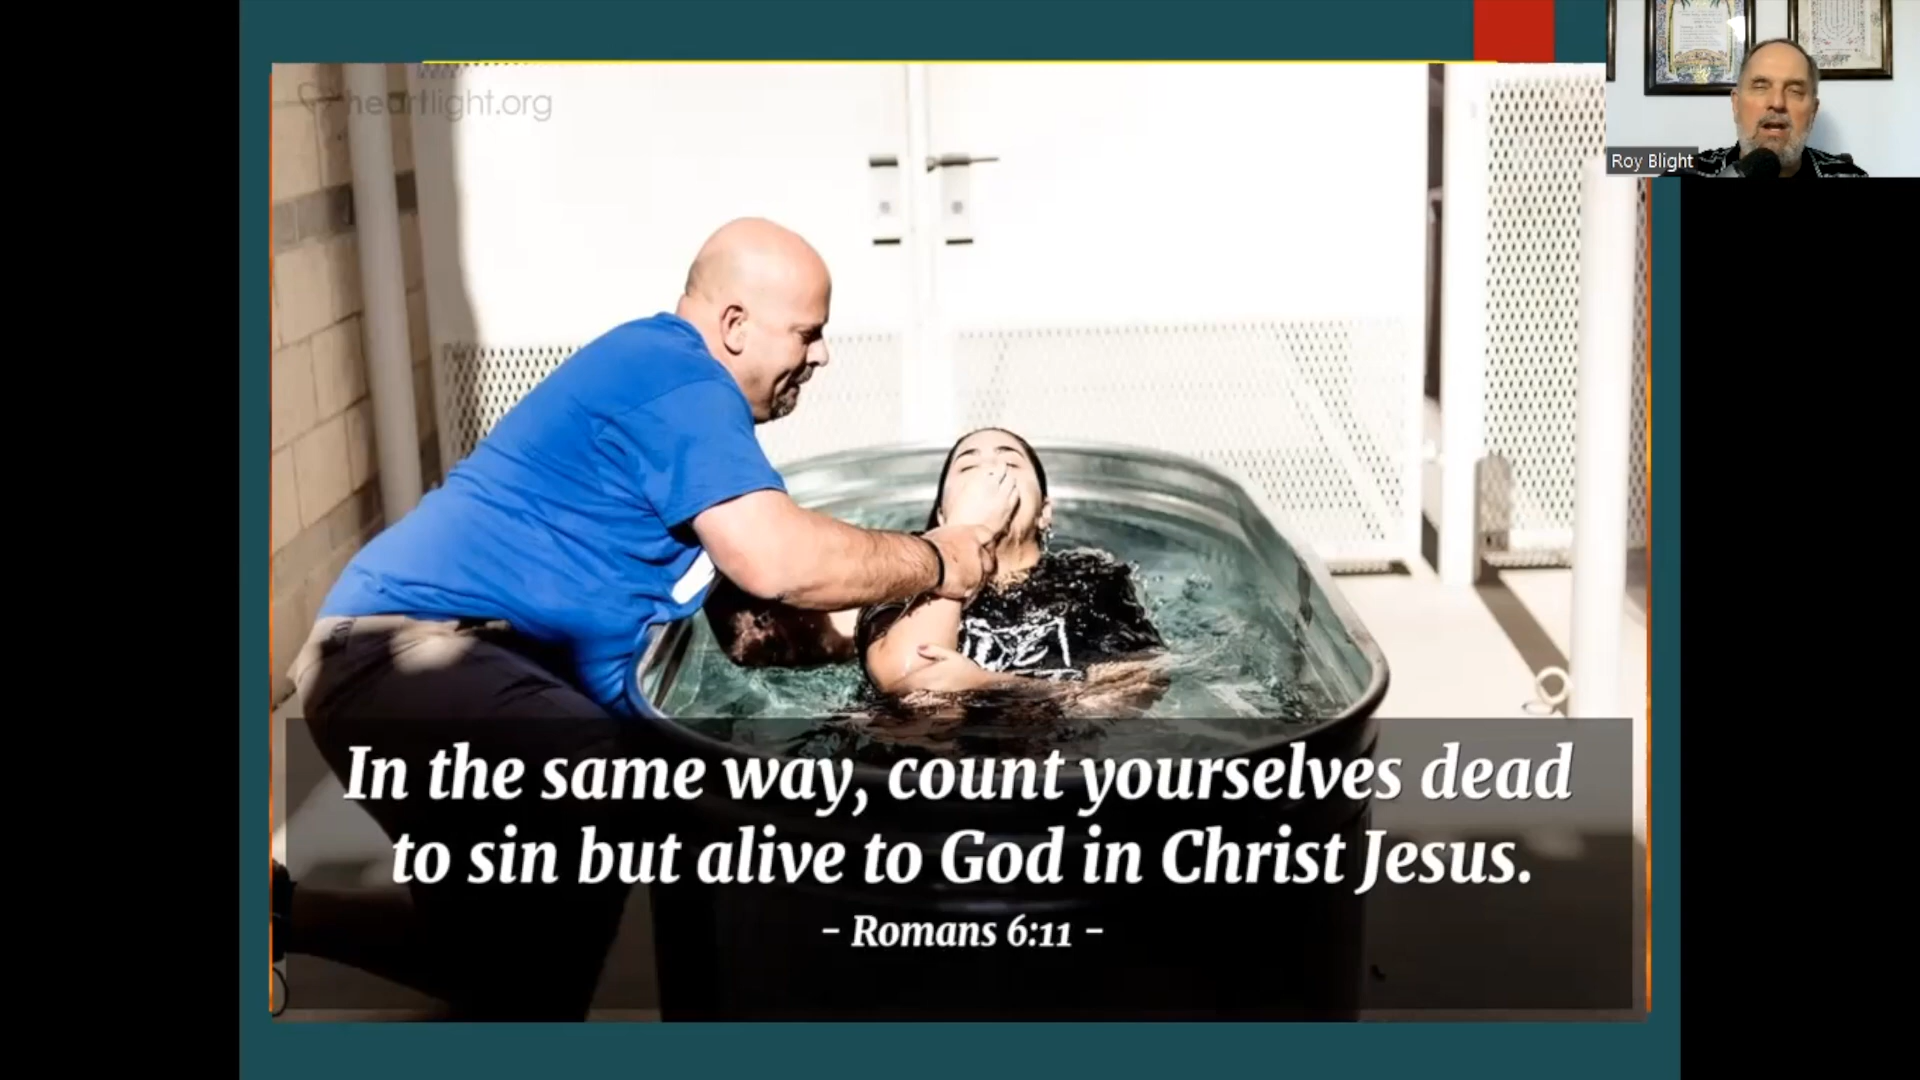 heartlight.org
Roy Blight
In the same way, count yourselves dead
to sin but alive to God in Christ Jesus.
- Romans 6:11 -